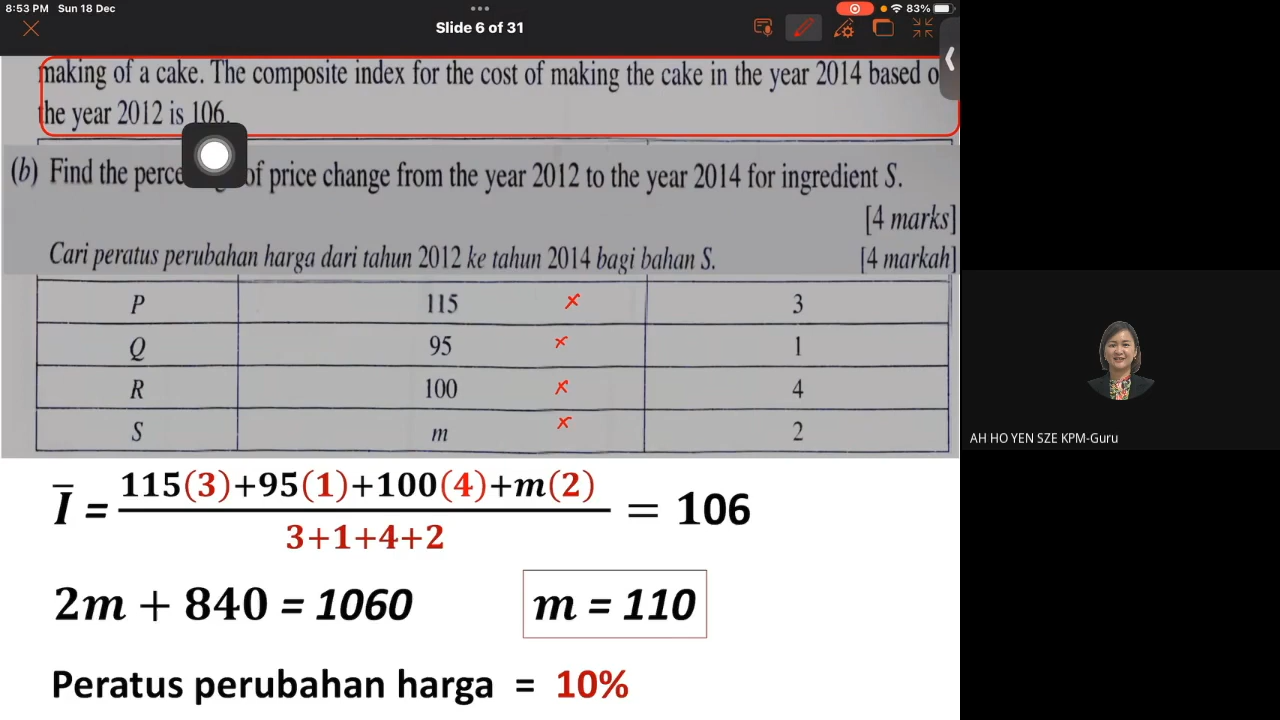 8:53 PM Sun 18 Dec
83%
Slide 6 of 31
making of a cake. The composite index for the cost of making the cake in the year 2014 based o
the year 2012 is 106.
(b) Find the of price change from the year 2012 to the year 2014 for ingredient S.
[4 marks]
Cari peratus perubahan harga dari tahun 2012 ke tahun 2014 bagi bahan S. [4 markah]
P 115 × 3
Q 95 × 1
R 100 × 4
S m × 2
Ī = 115(3)+95(1)+100(4)+m(2) / 3+1+4+2 = 106
2m + 840 = 1060 m = 110
Peratus perubahan harga = 10%
AH HO YEN SZE KPM-Guru